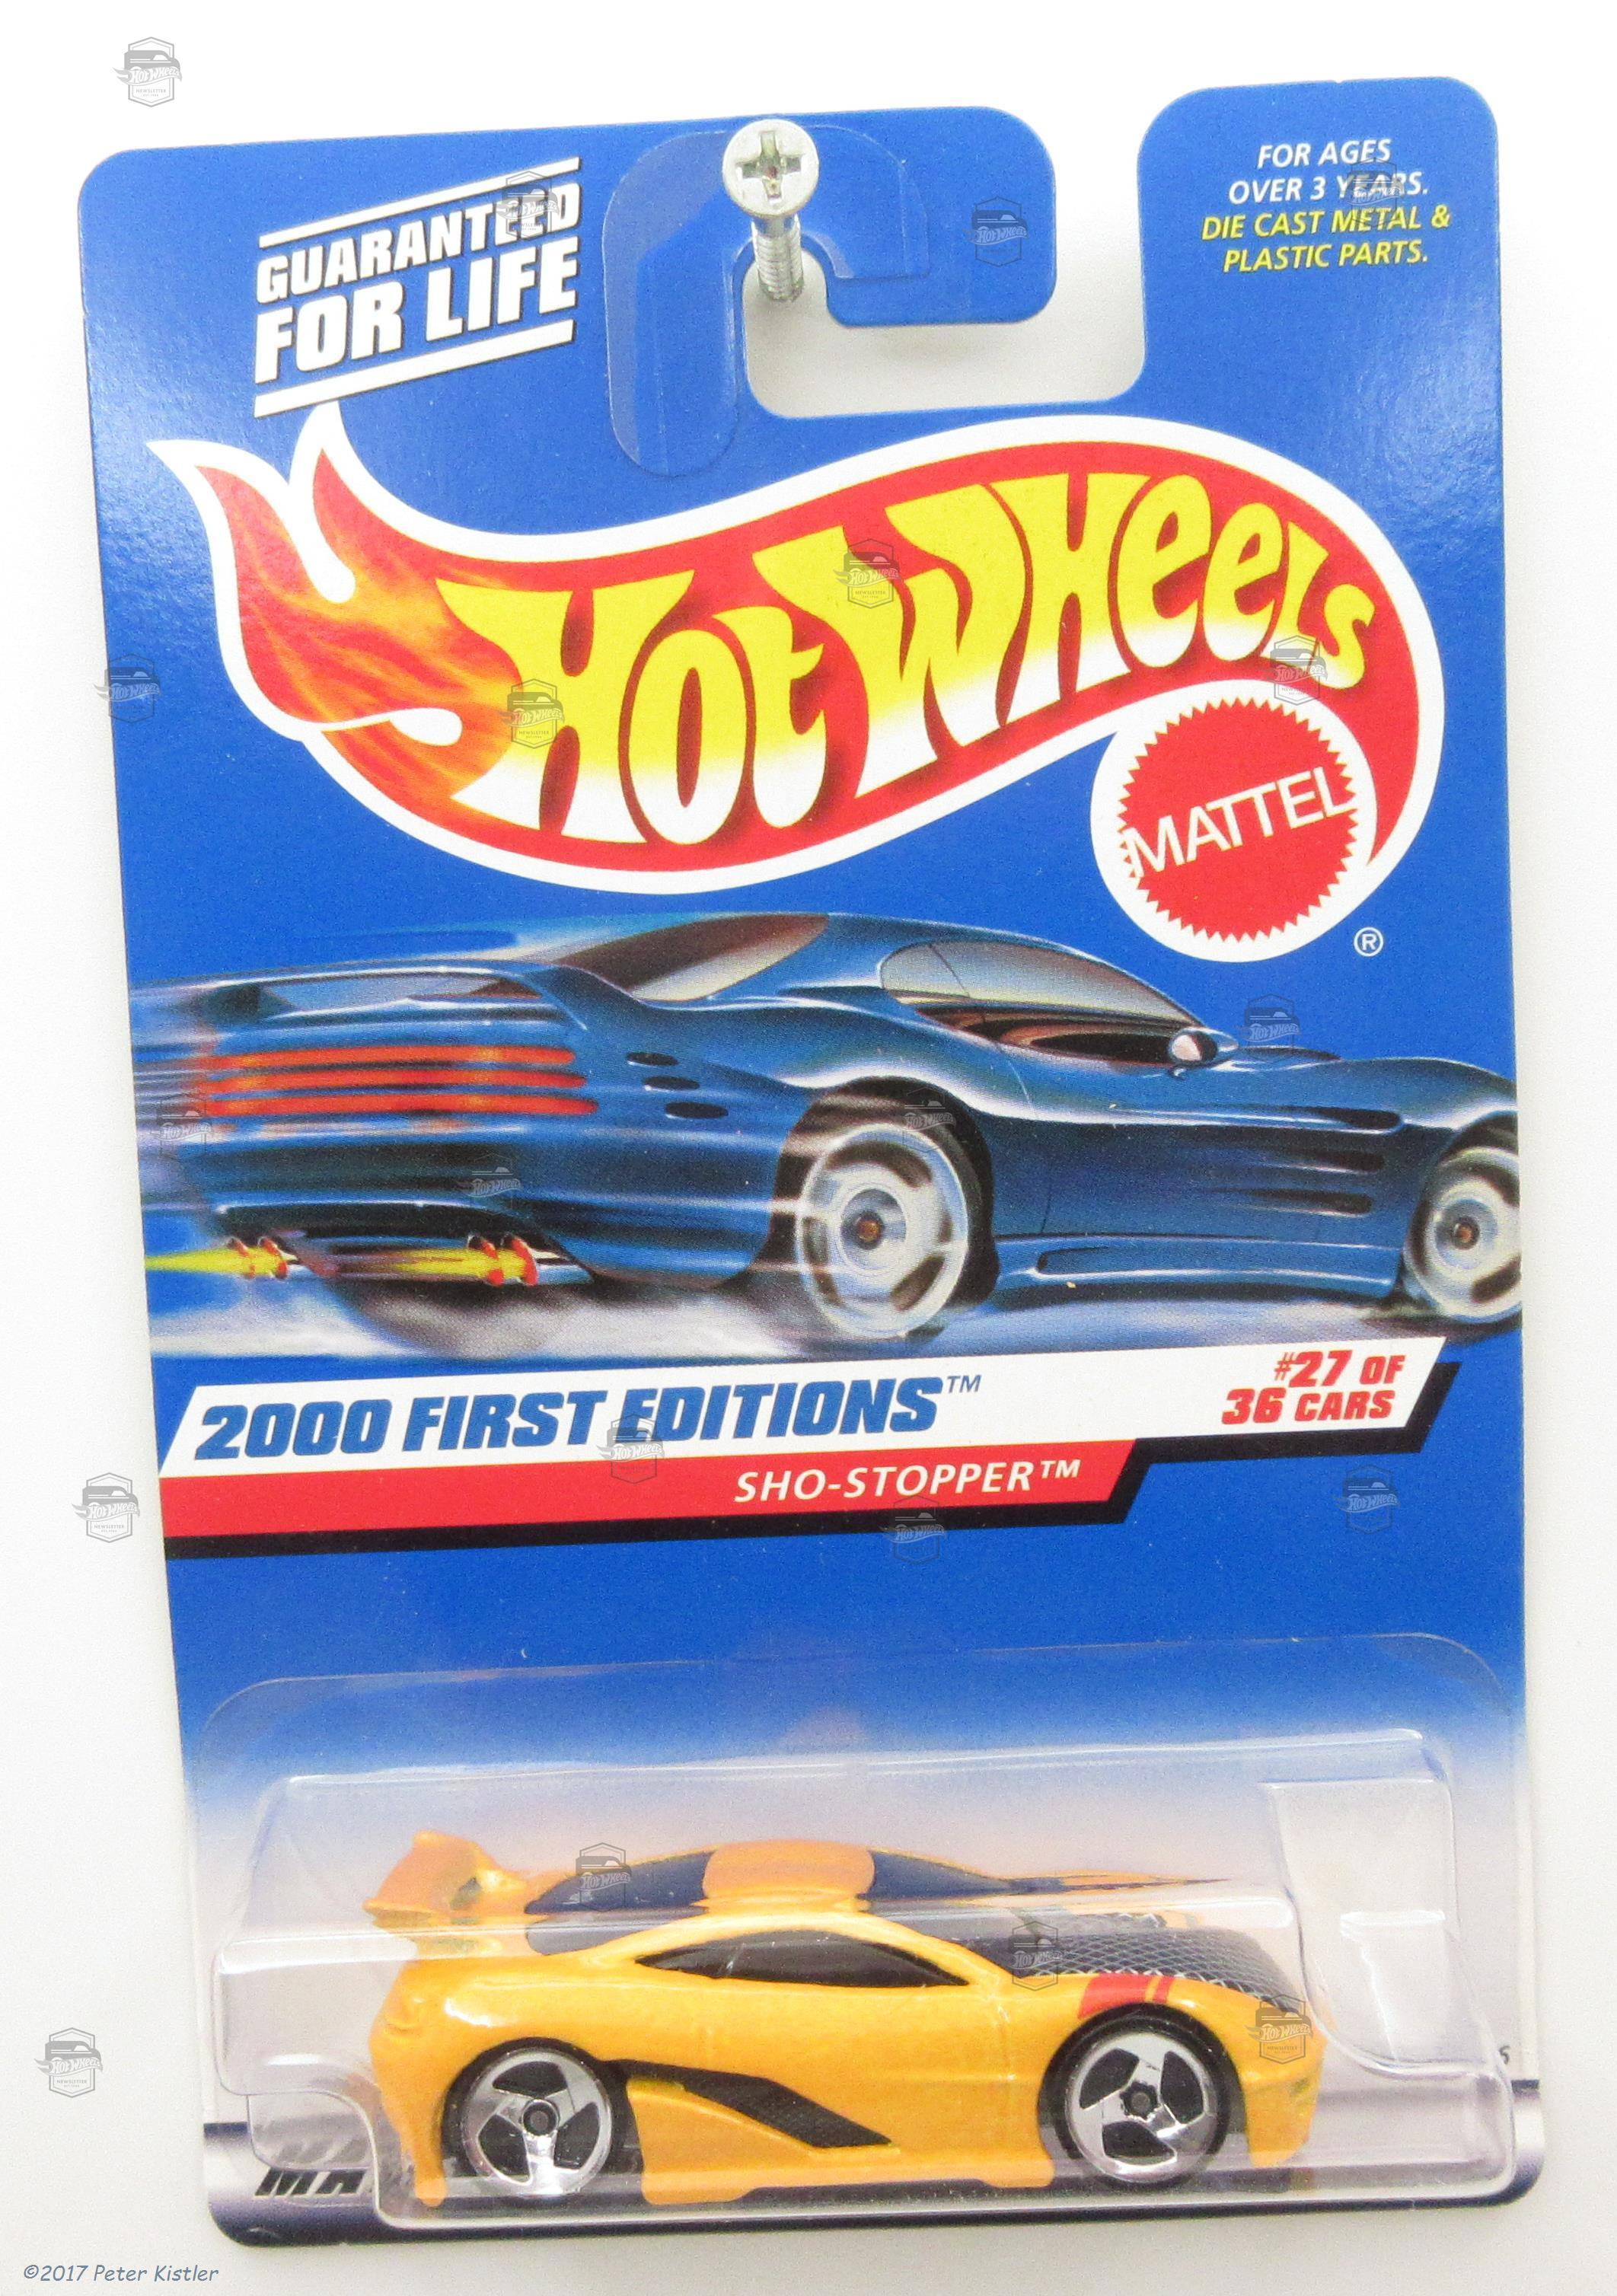 GUARANTEED
FOR LIFE
FOR AGES
OVER 3 YEARS.
DIE CAST METAL &
PLASTIC PARTS.
HOT WHEELS
MATTEL
®
2000 FIRST EDITIONS™
#27 OF
36 CARS
SHO-STOPPER™
©2017 Peter Kistler